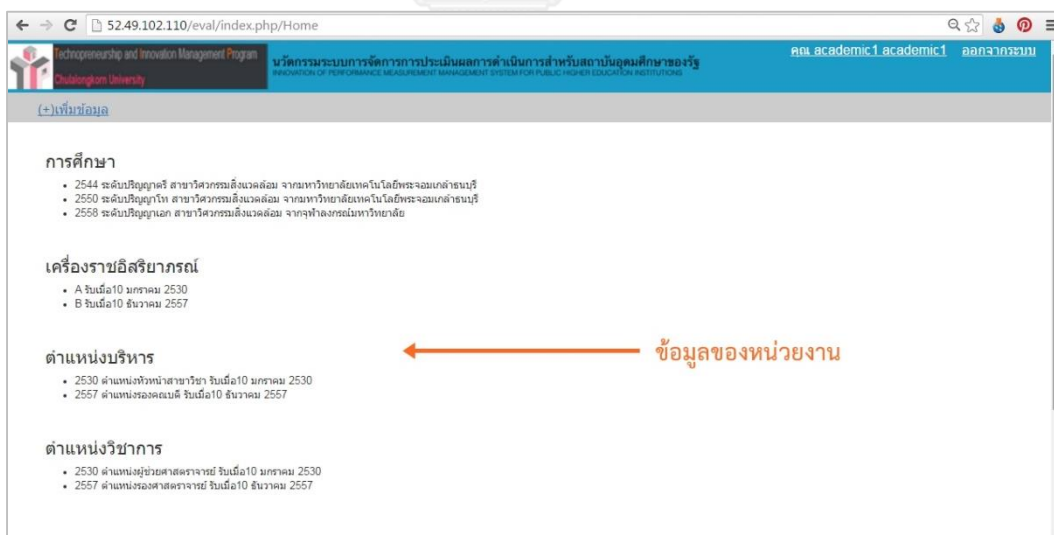 52.49.102.110/eval/index.php/Home
Technopreneurship and Innovation Management Program
Chulalongkorn University
นวัตกรรมระบบการจัดการการประเมินผลการดำเนินการสำหรับสถาบันอุดมศึกษาของรัฐ
INNOVATION OF PERFORMANCE MEASUREMENT MANAGEMENT SYSTEM FOR PUBLIC HIGHER EDUCATION INSTITUTIONS
คุณ academic1 academic1 ออกจากระบบ
(+)เพิ่มข้อมูล
การศึกษา
2544 ระดับปริญญาตรี สาขาวิศวกรรมสิ่งแวดล้อม จากมหาวิทยาลัยเทคโนโลยีพระจอมเกล้าธนบุรี
2550 ระดับปริญญาโท สาขาวิศวกรรมสิ่งแวดล้อม จากมหาวิทยาลัยเทคโนโลยีพระจอมเกล้าธนบุรี
2558 ระดับปริญญาเอก สาขาวิศวกรรมสิ่งแวดล้อม จากจุฬาลงกรณ์มหาวิทยาลัย
เครื่องราชอิสริยาภรณ์
A รับเมื่อ10 มกราคม 2530
B รับเมื่อ10 ธันวาคม 2557
ตำแหน่งบริหาร
2530 ตำแหน่งหัวหน้าสาขาวิชา รับเมื่อ10 มกราคม 2530
2557 ตำแหน่งรองคณบดี รับเมื่อ10 ธันวาคม 2557
ข้อมูลของหน่วยงาน
ตำแหน่งวิชาการ
2530 ตำแหน่งผู้ช่วยศาสตราจารย์ รับเมื่อ10 มกราคม 2530
2557 ตำแหน่งรองศาสตราจารย์ รับเมื่อ10 ธันวาคม 2557